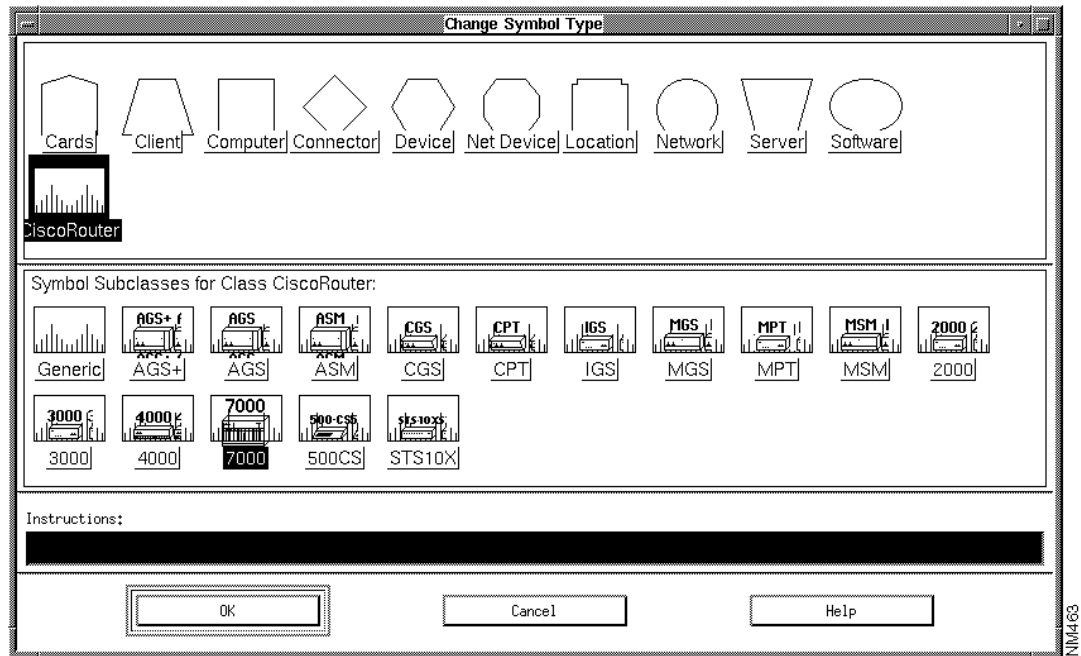 Change Symbol Type
Cards Client Computer Connector Device Net Device Location Network Server Software
CiscoRouter
Symbol Subclasses for Class CiscoRouter:
AGS+ AGS ASM CGS CPT IGS MGS MPT MSM 2000
AGS ASM
Generic AGS+ AGS ASM CGS CPT IGS MGS MPT MSM 2000
3000 4000 7000 500-CS STS10X
3000 4000 7000 500CS STS10X
Instructions:
OK Cancel Help
NM463